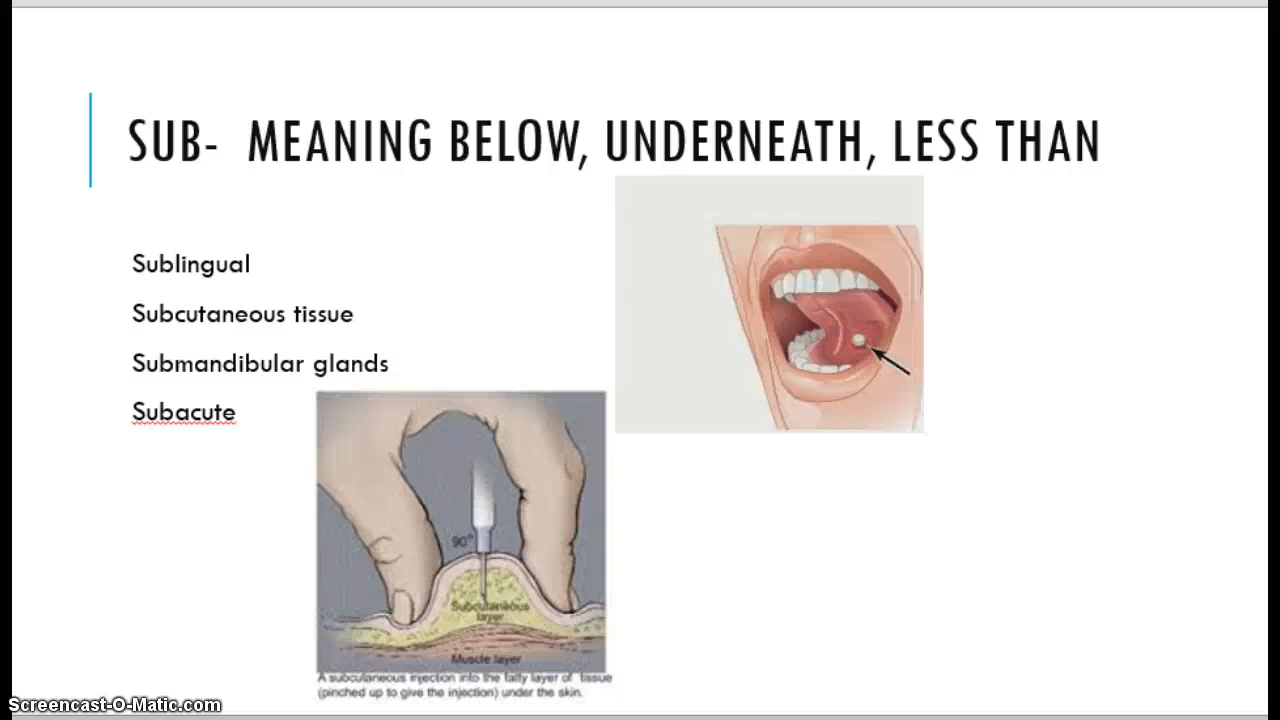 SUB- MEANING BELOW, UNDERNEATH, LESS THAN
Sublingual
Subcutaneous tissue
Submandibular glands
Subacute
90°
Subcutaneous
layer
Muscle layer
A subcutaneous injection into the fatty layer of tissue
(pinched up to give the injection) under the skin.
Screencast-O-Matic.com